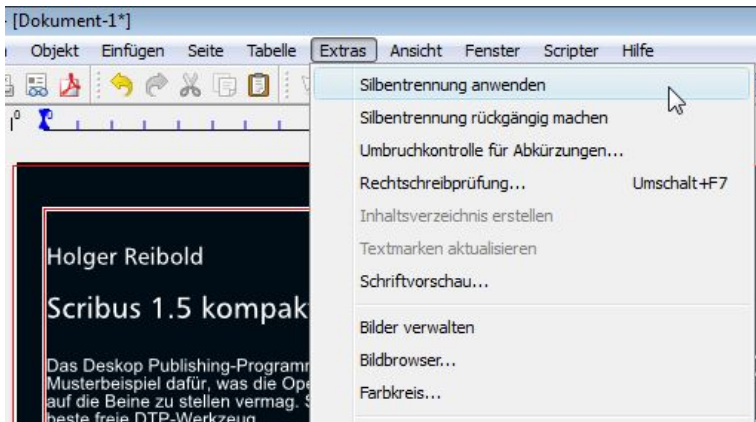 [Dokument-1*]
Objekt Einfügen Seite Tabelle Extras Ansicht Fenster Scripter Hilfe
Silbentrennung anwenden
Silbentrennung rückgängig machen
Umbruchkontrolle für Abkürzungen...
Rechtschreibprüfung... Umschalt+F7
Inhaltsverzeichnis erstellen
Textmarken aktualisieren
Schriftvorschau...
Bilder verwalten
Bildbrowser...
Farbkreis...
Holger Reibold
Scribus 1.5 kompak
Das Deskop Publishing-Programm
Musterbeispiel dafür, was die Ope
auf die Beine zu stellen vermag.
beste freie DTP-Werkzeug